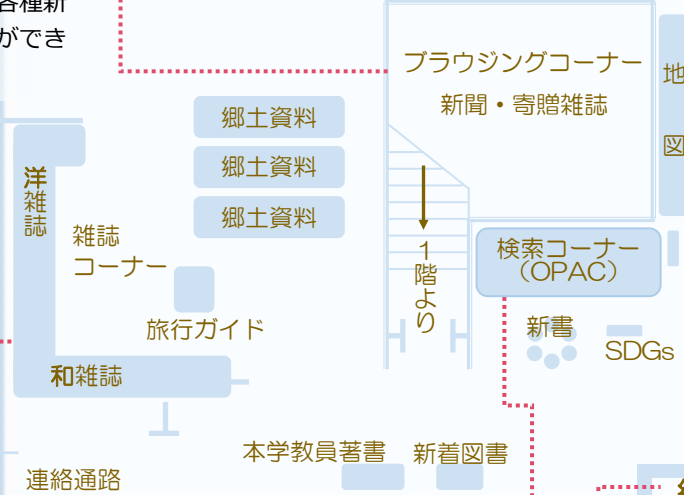 各種新
ができ
ブラウジングコーナー
新聞・寄贈雑誌
地
図
郷土資料
郷土資料
郷土資料
洋雑誌
雑誌
コーナー
旅行ガイド
和雑誌
1階より
検索コーナー
（OPAC）
新書
SDGs
本学教員著書
新着図書
連絡通路